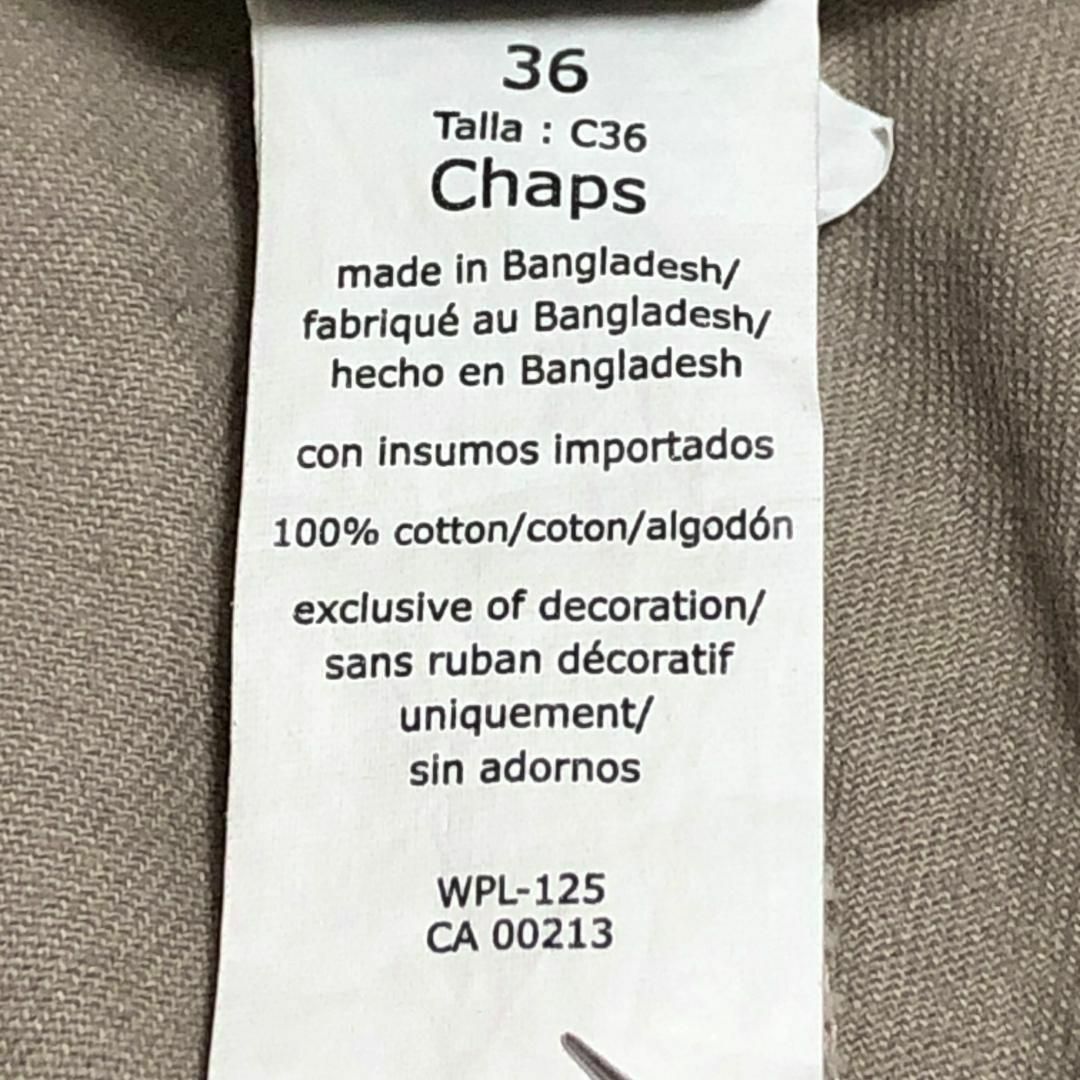 36
Talla : C36
Chaps
made in Bangladesh/
fabriqué au Bangladesh/
hecho en Bangladesh
con insumos importados
100% cotton/coton/algodón
exclusive of decoration/
sans ruban décoratif
uniquement/
sin adornos
WPL-125
CA 00213